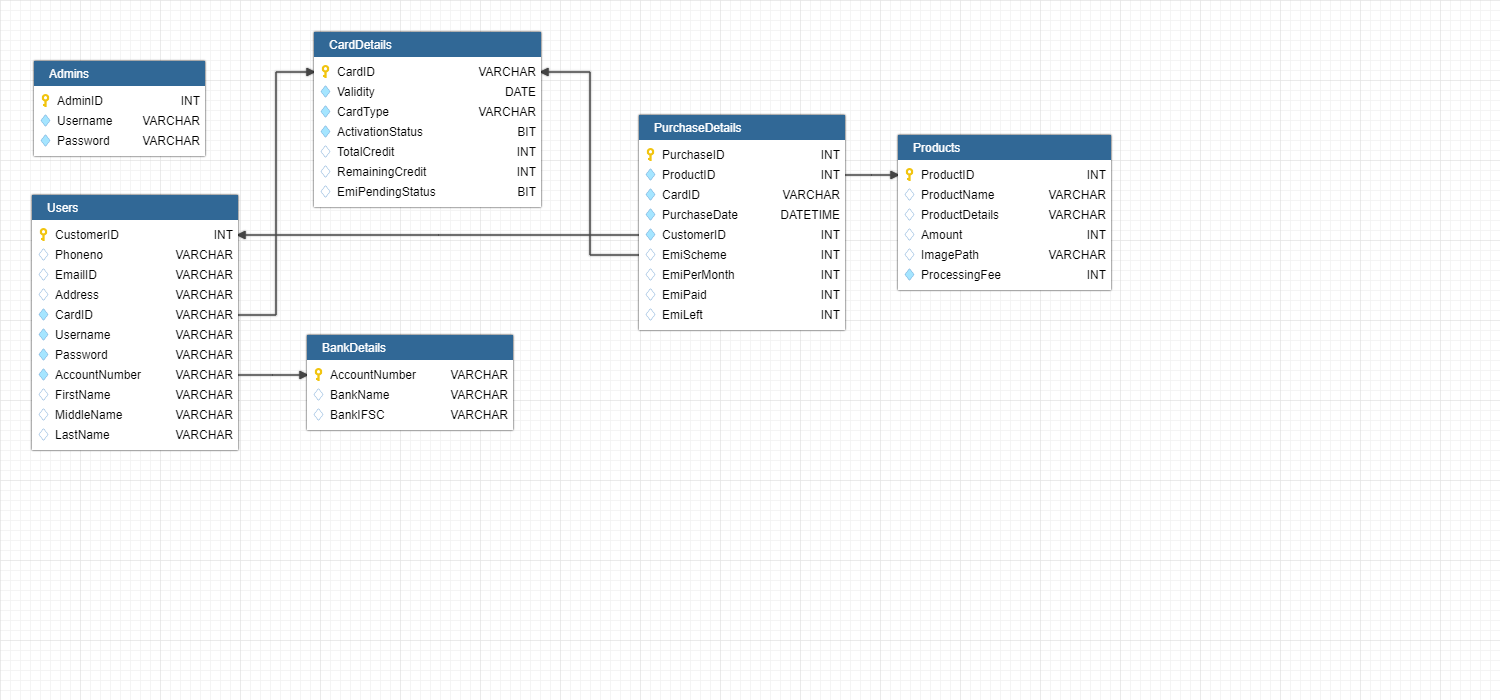 Admins
AdminID INT
Username VARCHAR
Password VARCHAR
Users
CustomerID INT
Phoneno VARCHAR
EmailID VARCHAR
Address VARCHAR
CardID VARCHAR
Username VARCHAR
Password VARCHAR
AccountNumber VARCHAR
FirstName VARCHAR
MiddleName VARCHAR
LastName VARCHAR
CardDetails
CardID VARCHAR
Validity DATE
CardType VARCHAR
ActivationStatus BIT
TotalCredit INT
RemainingCredit INT
EmiPendingStatus BIT
BankDetails
AccountNumber VARCHAR
BankName VARCHAR
BankIFSC VARCHAR
PurchaseDetails
PurchaseID INT
ProductID INT
CardID VARCHAR
PurchaseDate DATETIME
CustomerID INT
EmiScheme INT
EmiPerMonth INT
EmiPaid INT
EmiLeft INT
Products
ProductID INT
ProductName VARCHAR
ProductDetails VARCHAR
Amount INT
ImagePath VARCHAR
ProcessingFee INT